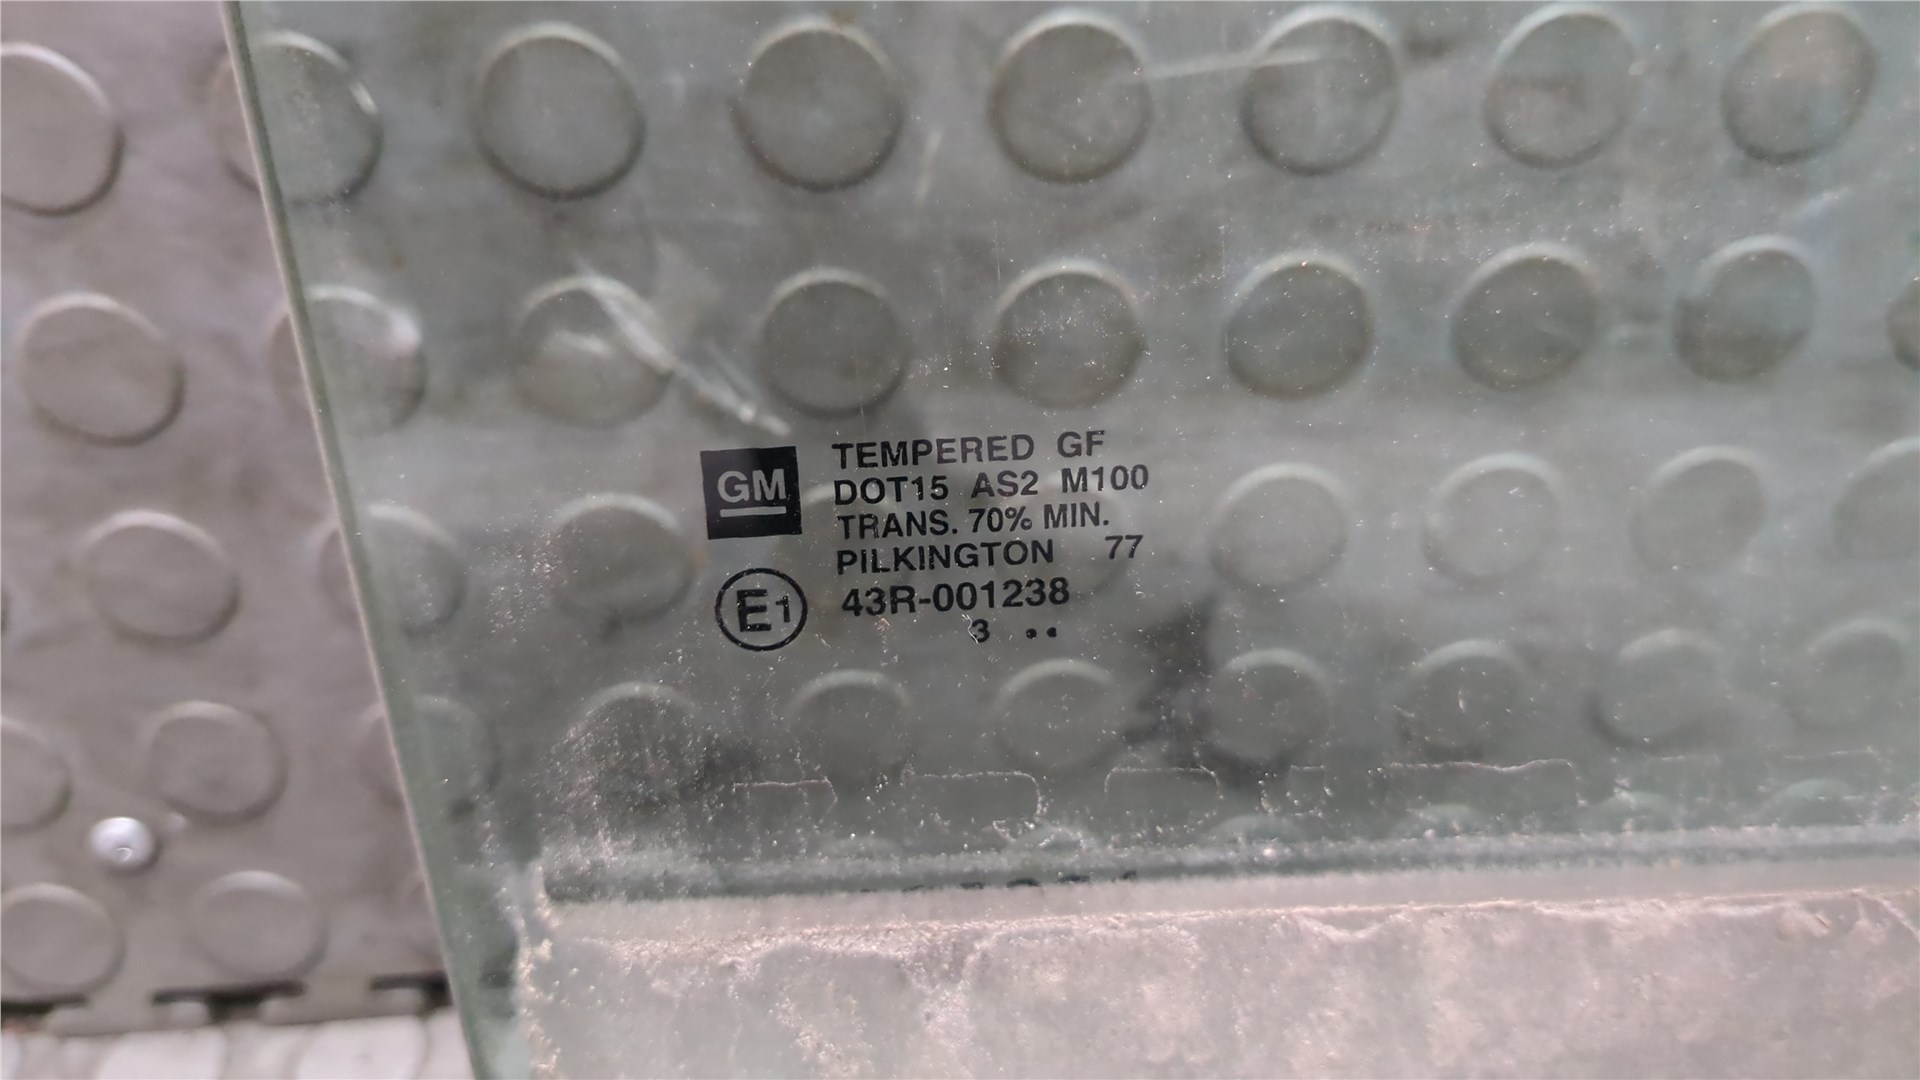 GM
TEMPERED GF
DOT15 AS2 M100
TRANS. 70% MIN.
PILKINGTON 77
E1 43R-001238
3 ••